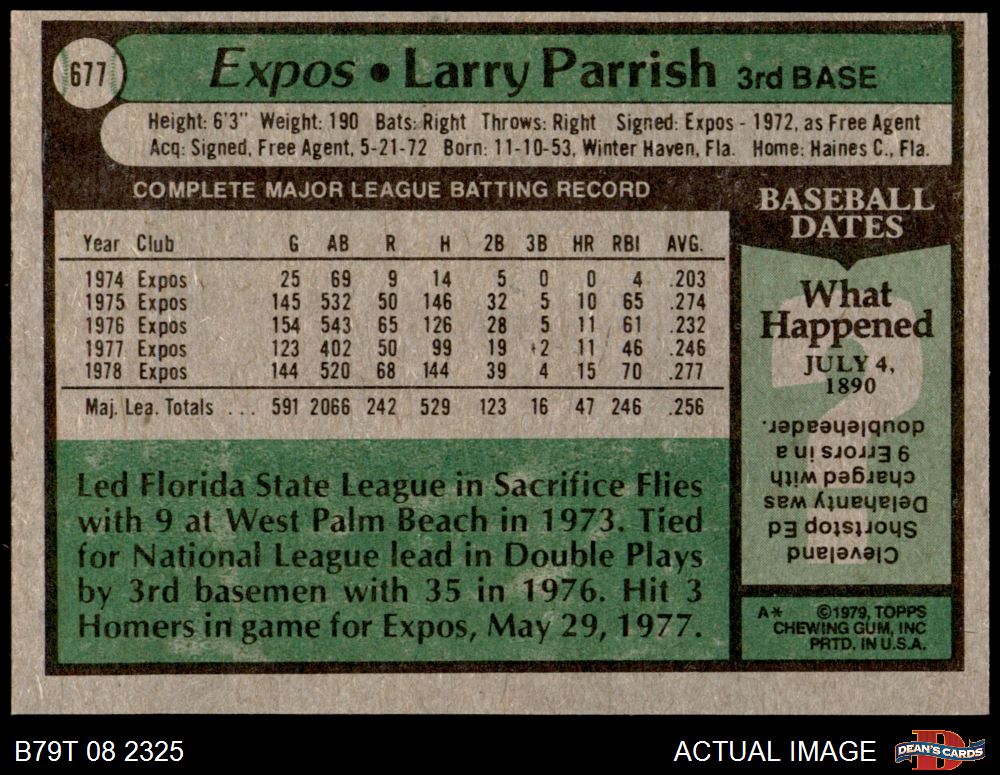 677
Expos • Larry Parrish 3rd BASE
Height: 6'3" Weight: 190 Bats: Right Throws: Right Signed: Expos - 1972, as Free Agent
Acq: Signed, Free Agent, 5-21-72 Born: 11-10-53, Winter Haven, Fla. Home: Haines C., Fla.
COMPLETE MAJOR LEAGUE BATTING RECORD
Year Club G AB R H 2B 3B HR RBI AVG.
1974 Expos 25 69 9 14 5 0 0 4 .203
1975 Expos 145 532 50 146 32 5 10 65 .274
1976 Expos 154 543 65 126 28 5 11 61 .232
1977 Expos 123 402 50 99 19 2 11 46 .246
1978 Expos 144 520 68 144 39 4 15 70 .277
Maj. Lea. Totals ... 591 2066 242 529 123 16 47 246 .256
Led Florida State League in Sacrifice Flies
with 9 at West Palm Beach in 1973. Tied
for National League lead in Double Plays
by 3rd basemen with 35 in 1976. Hit 3
Homers in game for Expos, May 29, 1977.
BASEBALL
DATES
What
Happened
JULY 4,
1890
?
Cleveland
Shortstop Ed
Delahanty was
charged with
9 Errors in a
doubleheader.
A* ©1979, TOPPS
CHEWING GUM, INC
PRTD. IN U.S.A.
B79T 08 2325
ACTUAL IMAGE
D
DEAN'S CARDS